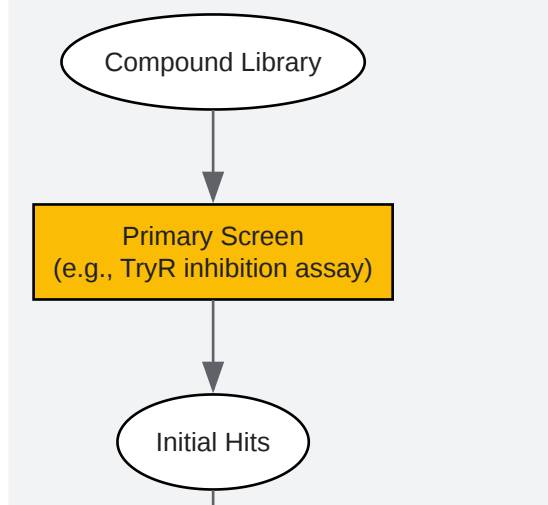 Compound Library
Primary Screen
(e.g., TryR inhibition assay)
Initial Hits